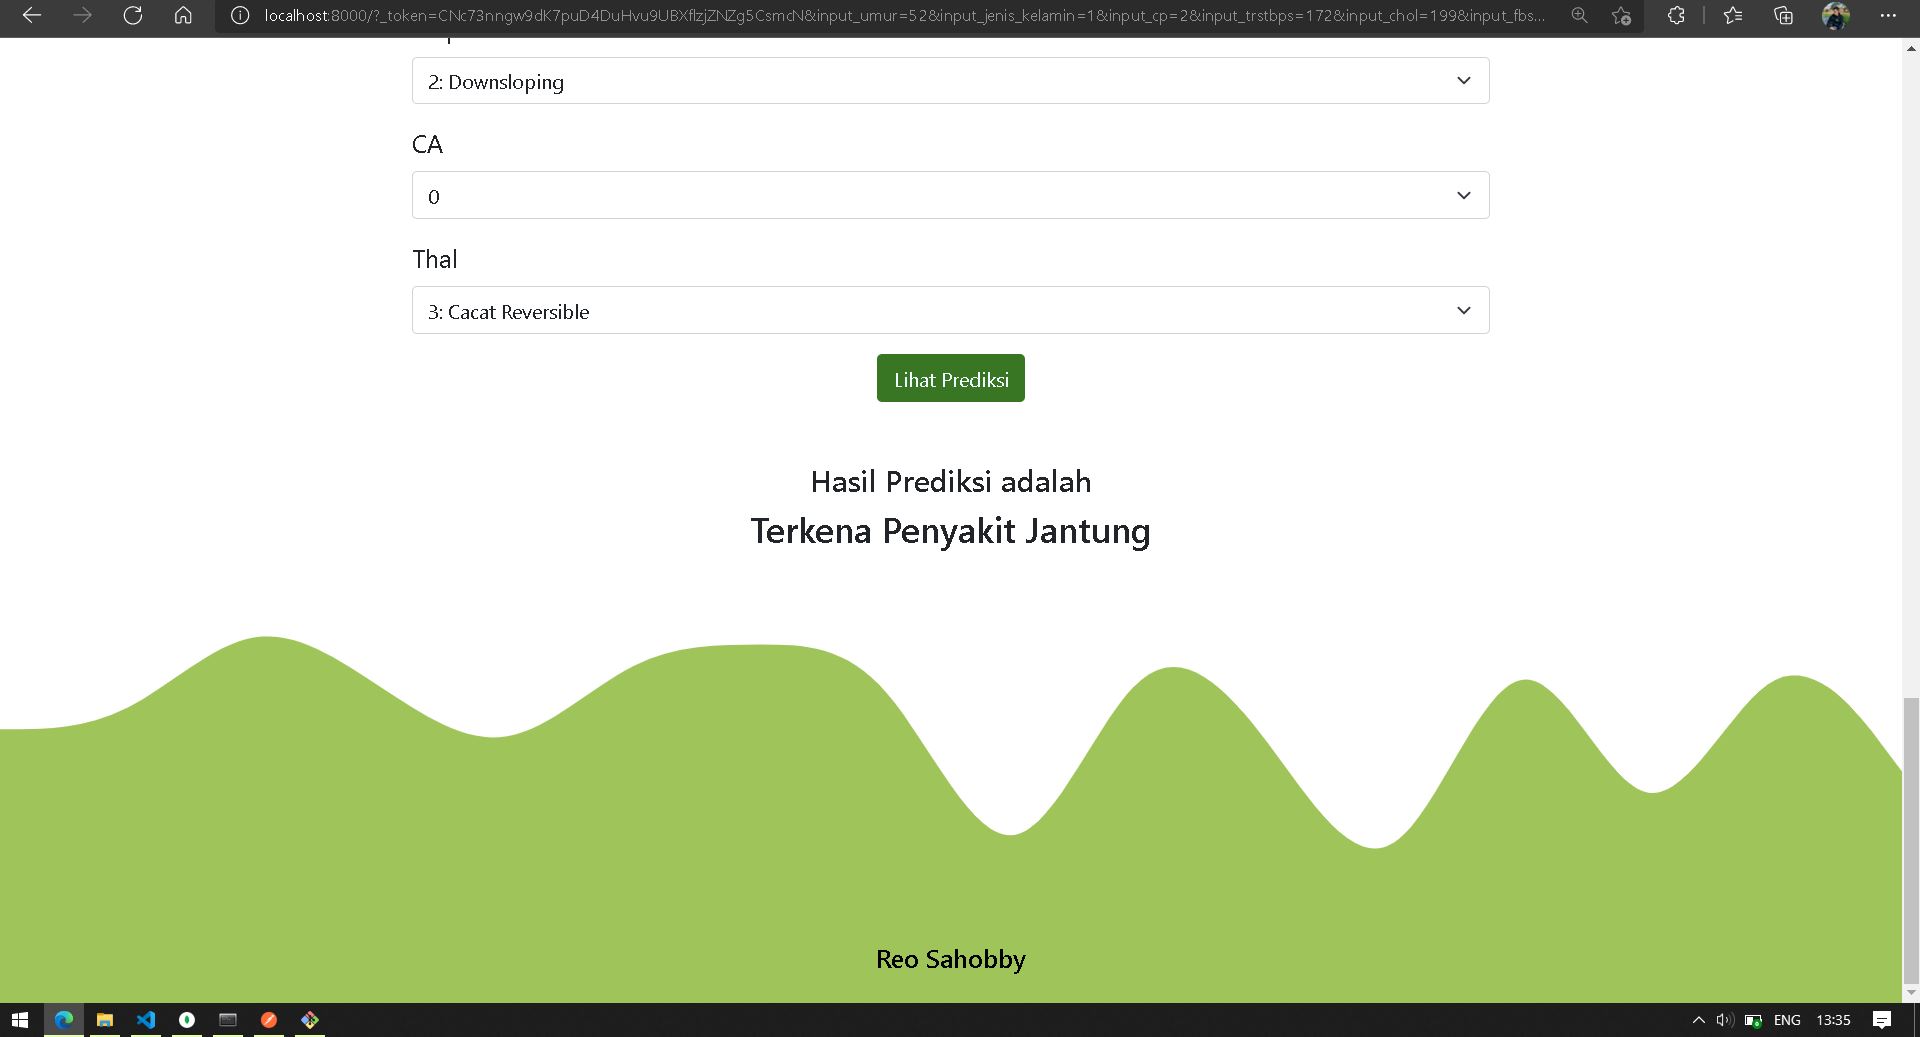 localhost:8000/?_token=CNc73nngw9dK7puD4DuHvu9UBXflzjZNZg5CsmcN&input_umur=52&input_jenis_kelamin=1&input_cp=2&input_trstbps=172&input_chol=199&input_fbs...
2: Downsloping
CA
0
Thal
3: Cacat Reversible
Lihat Prediksi
Hasil Prediksi adalah
Terkena Penyakit Jantung
Reo Sahobby
ENG 13:35